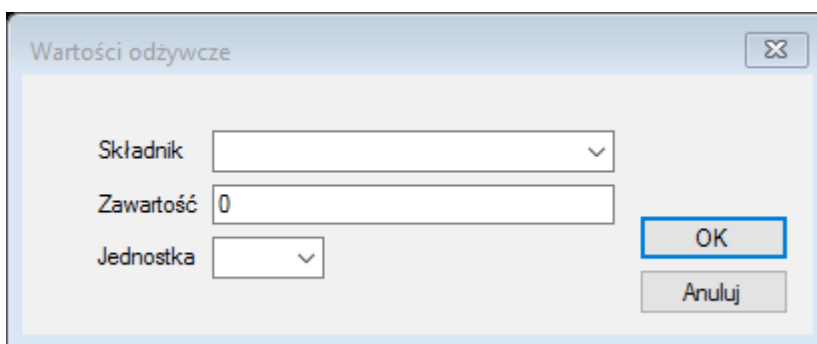 Wartości odżywcze
Składnik
Zawartość 0
Jednostka
OK
Anuluj